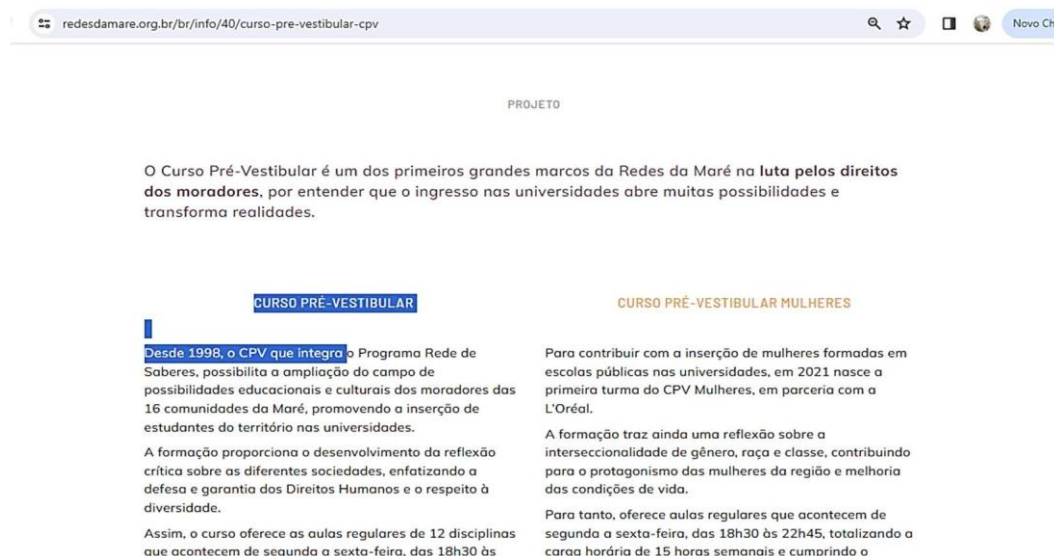 redesdamare.org.br/br/info/40/curso-pre-vestibular-cpv
Novo Ch
PROJETO
O Curso Pré-Vestibular é um dos primeiros grandes marcos da Redes da Maré na luta pelos direitos
dos moradores, por entender que o ingresso nas universidades abre muitas possibilidades e
transforma realidades.
CURSO PRÉ-VESTIBULAR
Desde 1998, o CPV que integra o Programa Rede de
Saberes, possibilita a ampliação do campo de
possibilidades educacionais e culturais dos moradores das
16 comunidades da Maré, promovendo a inserção de
estudantes do território nas universidades.
A formação proporciona o desenvolvimento da reflexão
crítica sobre as diferentes sociedades, enfatizando a
defesa e garantia dos Direitos Humanos e o respeito à
diversidade.
Assim, o curso oferece as aulas regulares de 12 disciplinas
que acontecem de segunda a sexta-feira, das 18h30 às
CURSO PRÉ-VESTIBULAR MULHERES
Para contribuir com a inserção de mulheres formadas em
escolas públicas nas universidades, em 2021 nasce a
primeira turma do CPV Mulheres, em parceria com a
L'Oréal.
A formação traz ainda uma reflexão sobre a
interseccionalidade de gênero, raça e classe, contribuindo
para o protagonismo das mulheres da região e melhoria
das condições de vida.
Para tanto, oferece aulas regulares que acontecem de
segunda a sexta-feira, das 18h30 às 22h45, totalizando a
carga horária de 15 horas semanais e cumprindo o